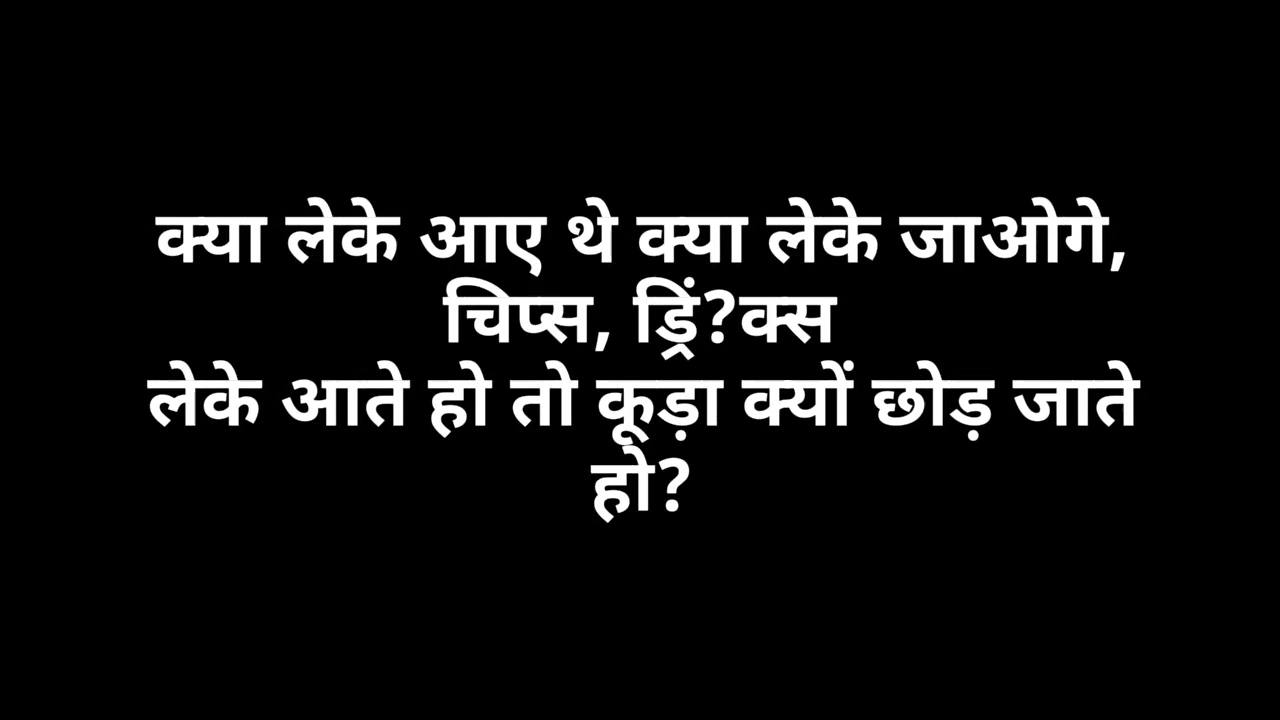 क्या लेके आए थे क्या लेके जाओगे,
चिप्स, ड्रिं?क्स
लेके आते हो तो कूड़ा क्यों छोड़ जाते
हो?